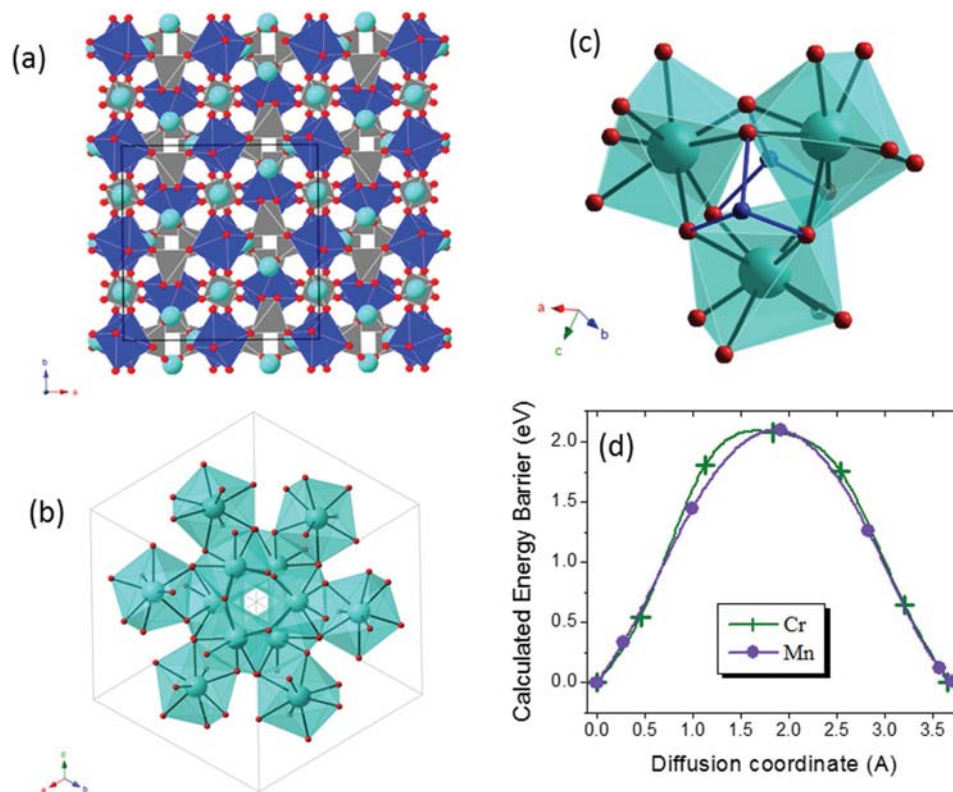 (a)
b
a
(b)
c
a
b
(c)
a
b
c
(d)
Calculated Energy Barrier (eV)
2.0
1.5
1.0
0.5
0.0
Cr
Mn
0.0 0.5 1.0 1.5 2.0 2.5 3.0 3.5
Diffusion coordinate (A)